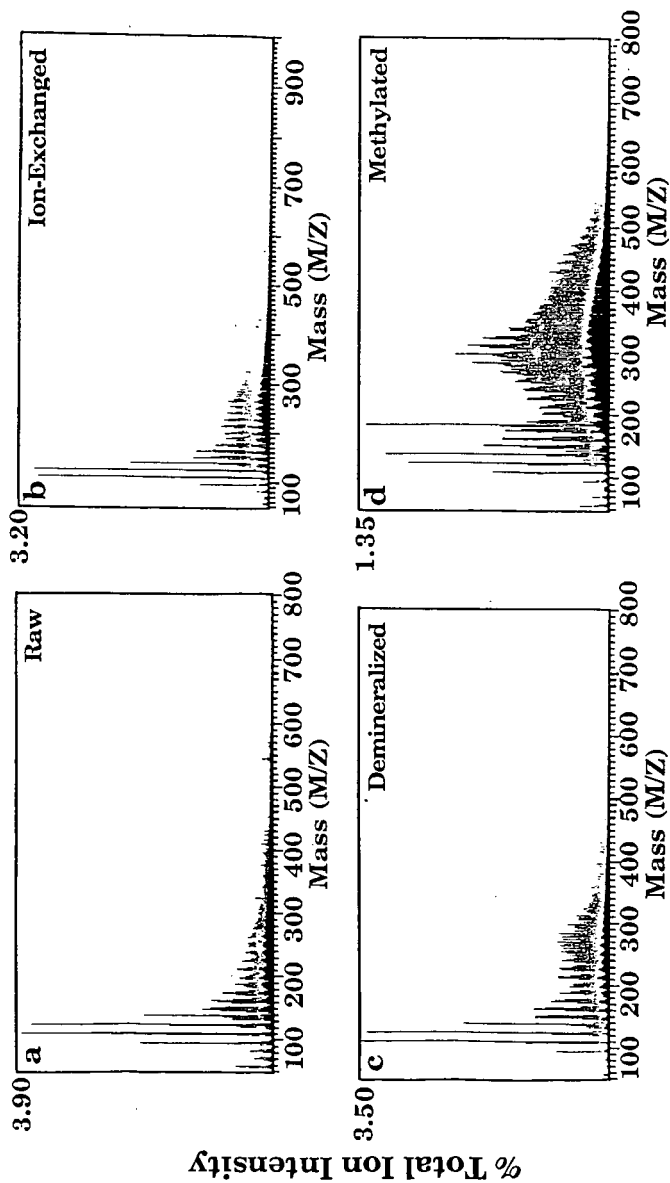 % Total Ion Intensity
3.90
a
Raw
100 200 300 400 500 600 700 800
Mass (M/Z)
3.20
b
Ion-Exchanged
100 300 500 700 900
Mass (M/Z)
3.50
c
Demineralized
100 200 300 400 500 600 700 800
Mass (M/Z)
1.35
d
Methylated
100 200 300 400 500 600 700 800
Mass (M/Z)